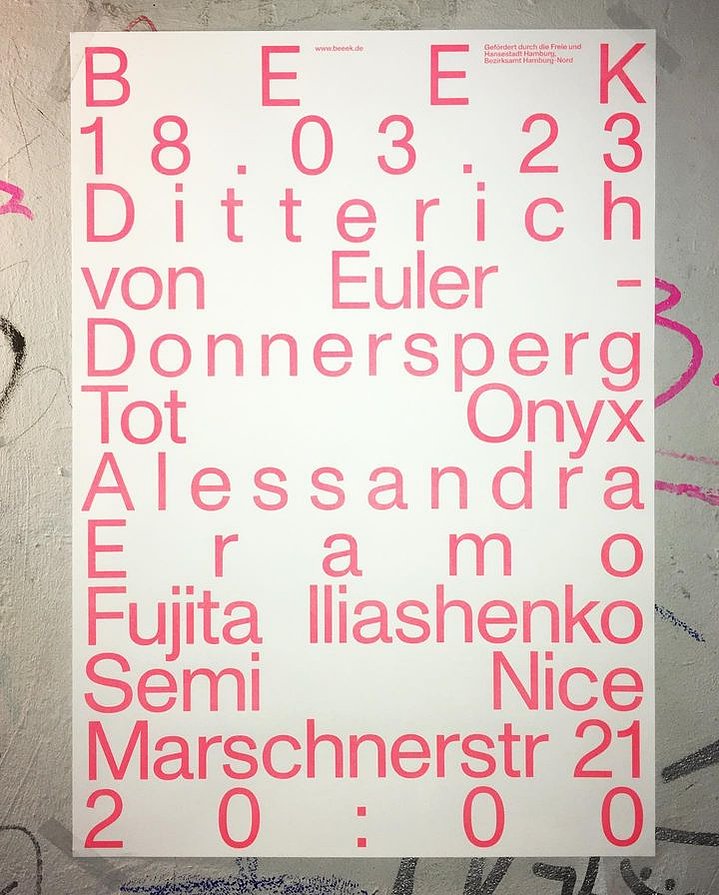 BEEK
www.beeek.de
Gefördert durch die Freie und
Hansestadt Hamburg,
Bezirksamt Hamburg-Nord
18.03.23
Ditterich
von Euler-
Donnersperg
Tot Onyx
Alessandra
Eramo
Fujita Iliashenko
Semi Nice
Marschnerstr 21
20:00